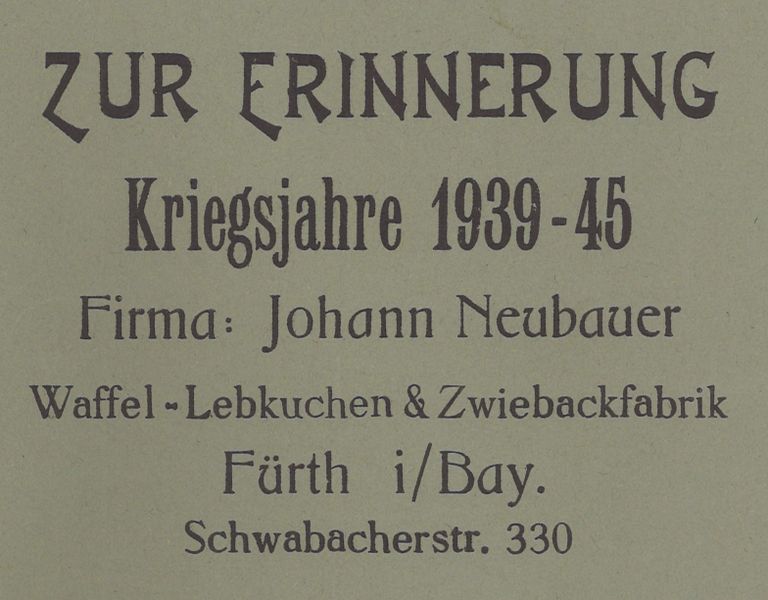 ZUR ERINNERUNG
Kriegsjahre 1939-45
Firma: Johann Neubauer
Waffel-Lebkuchen & Zwiebackfabrik
Fürth i/Bay.
Schwabacherstr. 330